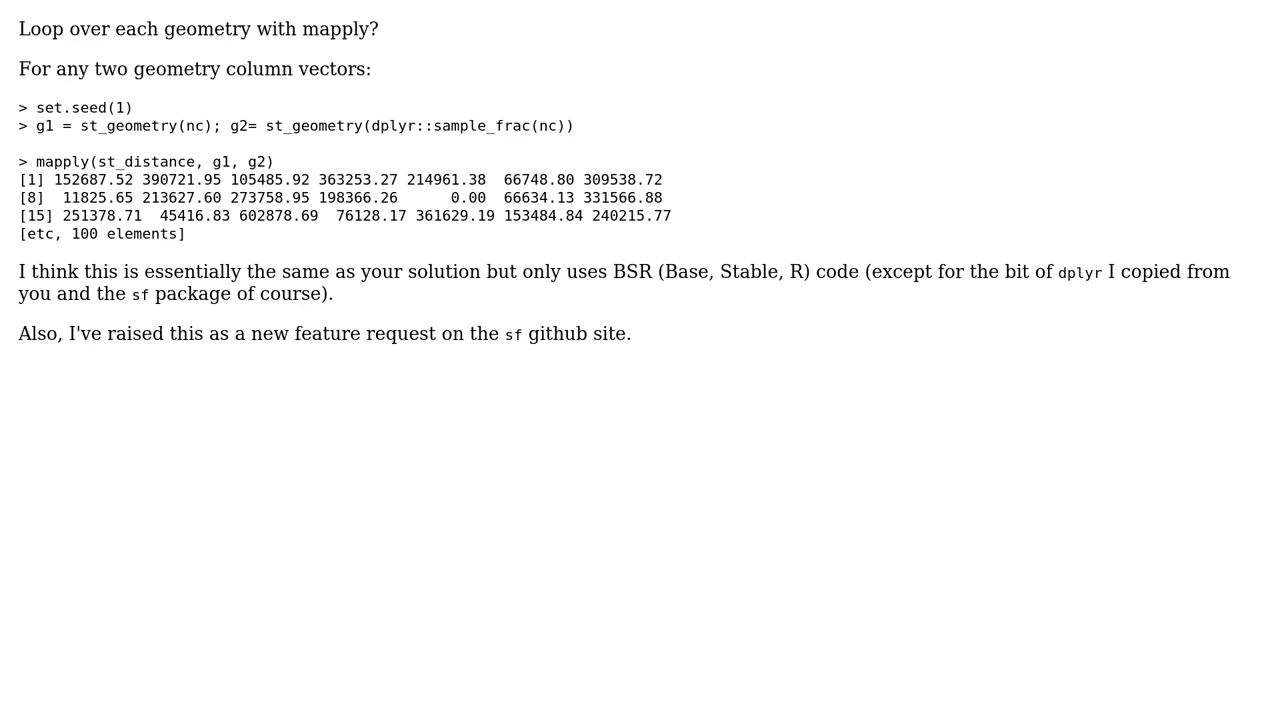 Loop over each geometry with mapply?
For any two geometry column vectors:
> set.seed(1)
> g1 = st_geometry(nc); g2= st_geometry(dplyr::sample_frac(nc))
> mapply(st_distance, g1, g2)
[1] 152687.52 390721.95 105485.92 363253.27 214961.38  66748.80 309538.72
[8]  11825.65 213627.60 273758.95 198366.26      0.00  66634.13 331566.88
[15] 251378.71  45416.83 602878.69  76128.17 361629.19 153484.84 240215.77
[etc, 100 elements]
I think this is essentially the same as your solution but only uses BSR (Base, Stable, R) code (except for the bit of dplyr I copied from
you and the sf package of course).
Also, I've raised this as a new feature request on the sf github site.